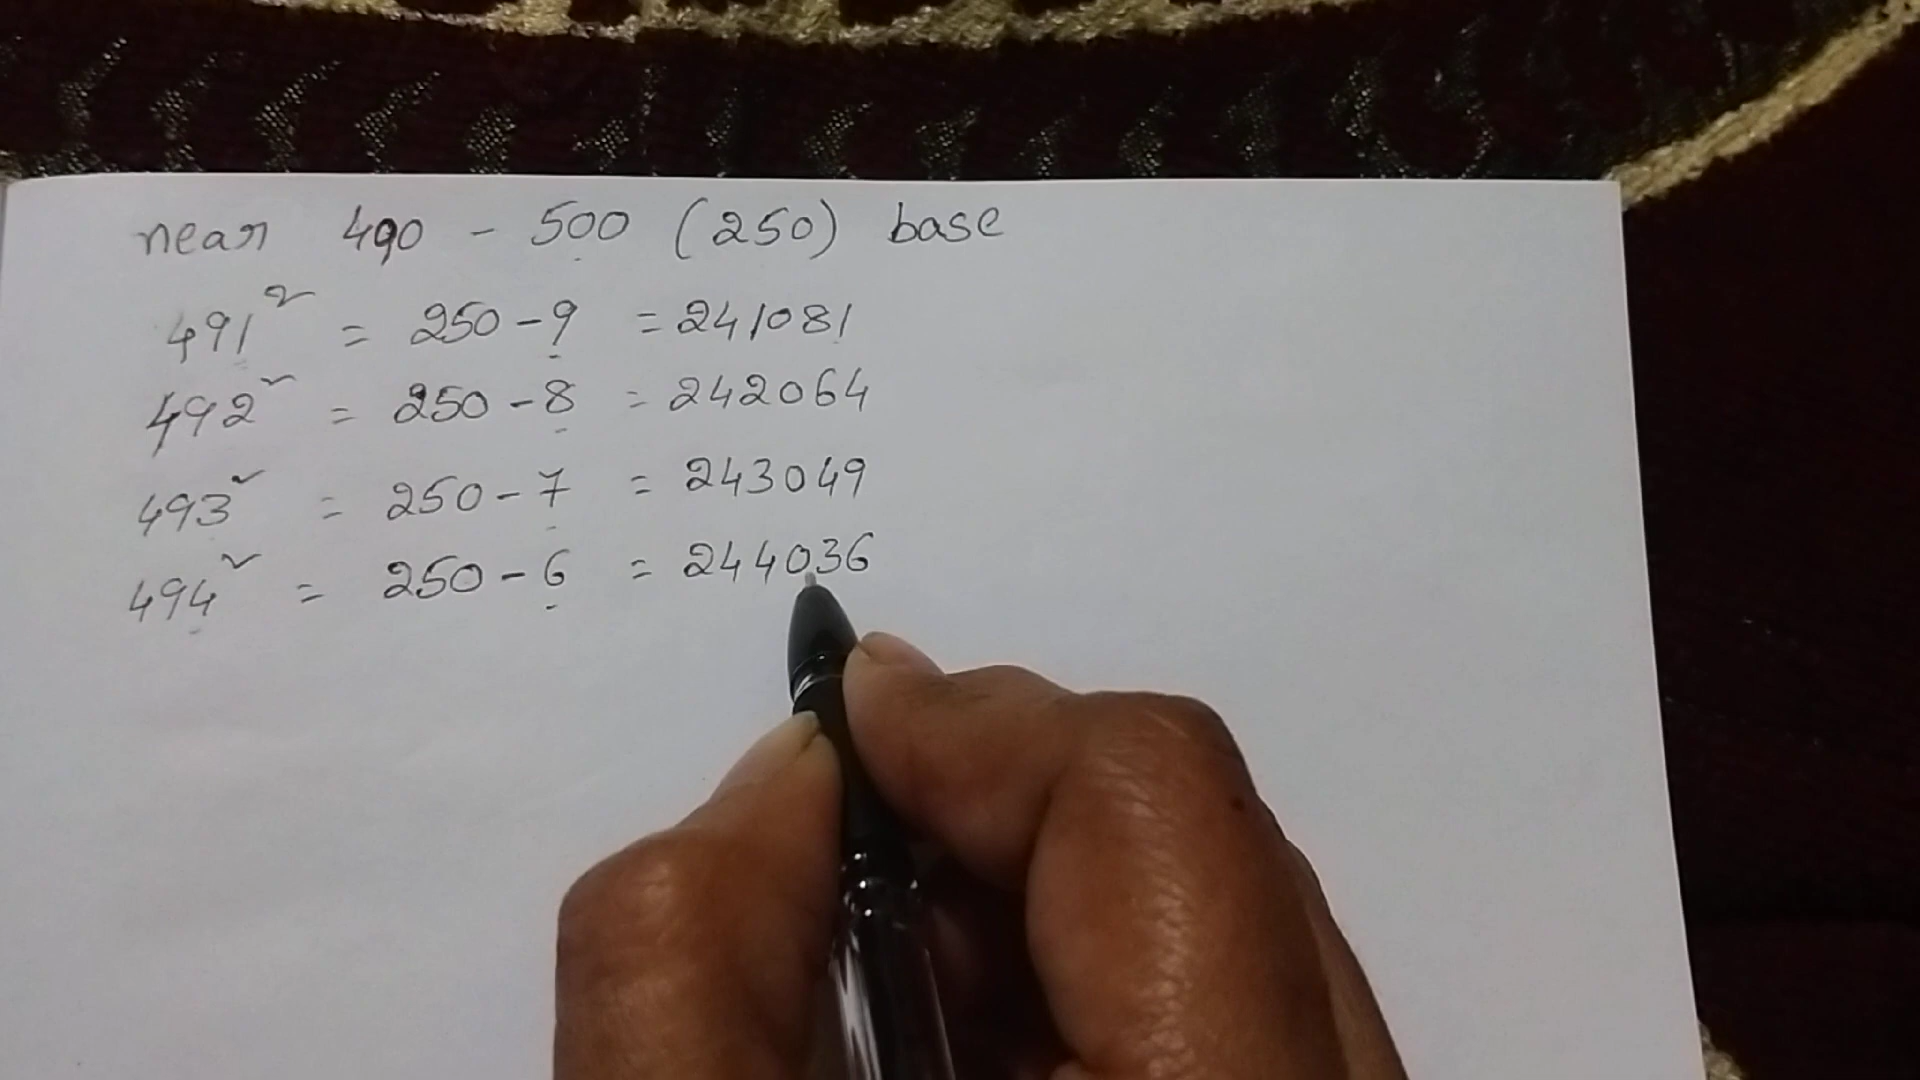 near 490 - 500 (250) base
491² = 250 - 9 = 241081
492² = 250 - 8 = 242064
493² = 250 - 7 = 243049
494² = 250 - 6 = 244036